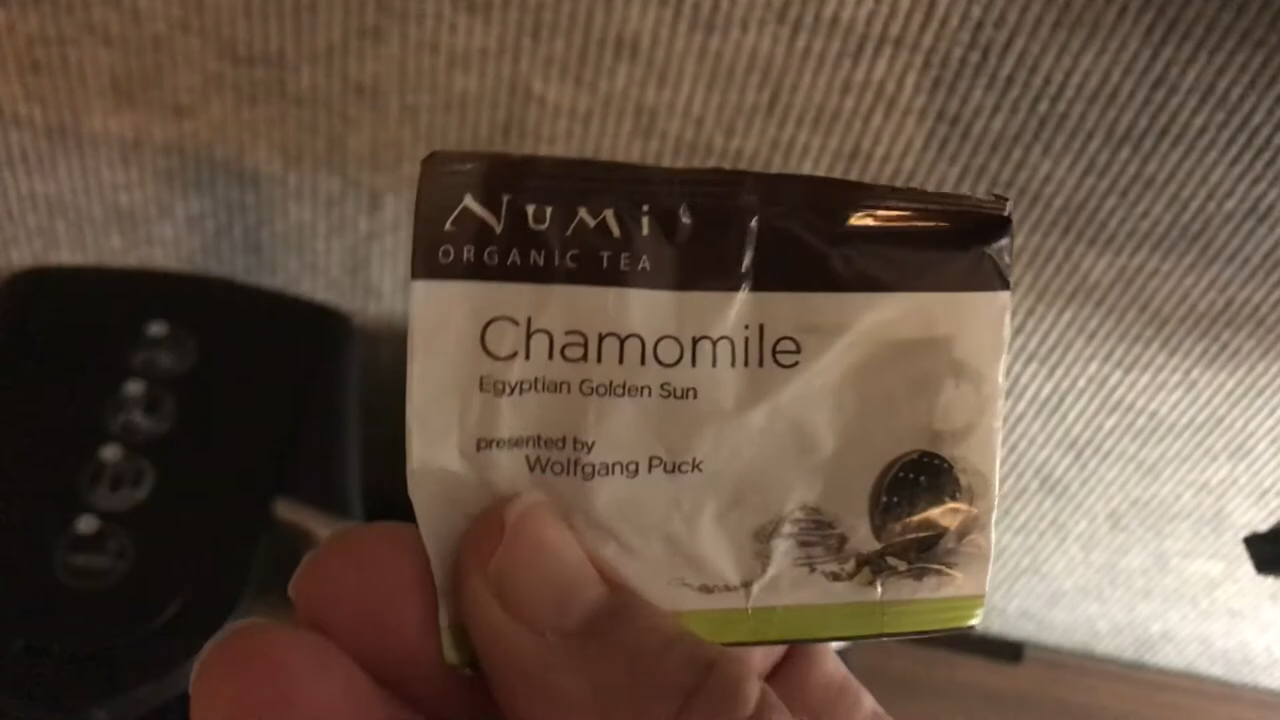 NUMi
ORGANIC TEA
Chamomile
Egyptian Golden Sun
presented by
Wolfgang Puck